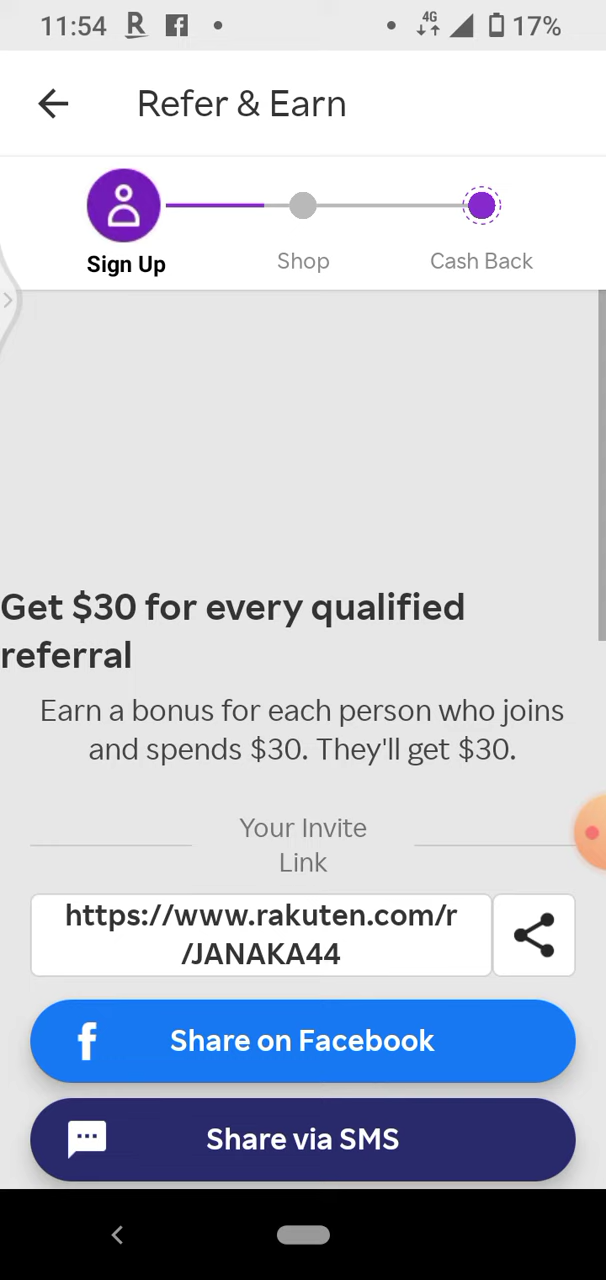 11:54 R 4G 17%
Refer & Earn
Sign Up Shop Cash Back
Get $30 for every qualified
referral
Earn a bonus for each person who joins
and spends $30. They'll get $30.
Your Invite
Link
https://www.rakuten.com/r
/JANAKA44
Share on Facebook
Share via SMS